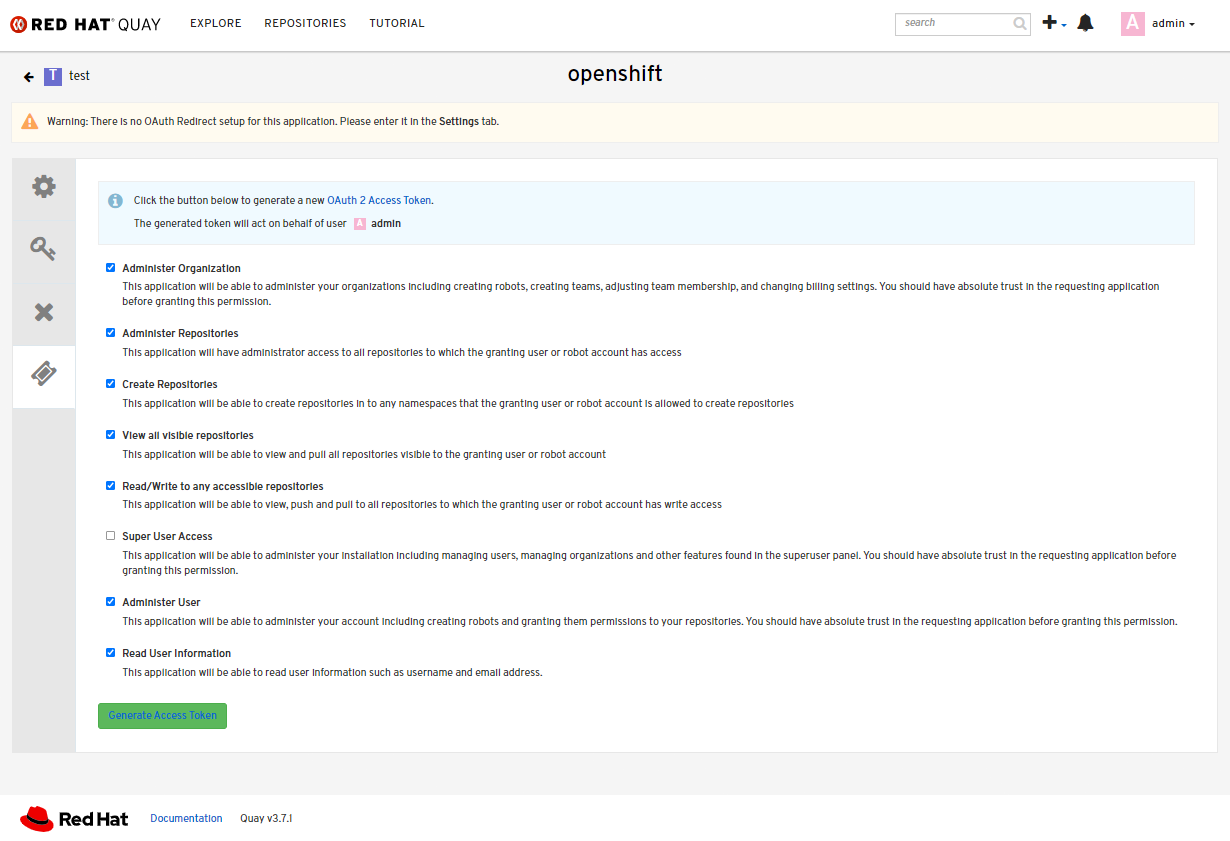 RED HAT® QUAY EXPLORE REPOSITORIES TUTORIAL search A admin
T test
openshift
Warning: There is no OAuth Redirect setup for this application. Please enter it in the Settings tab.
Click the button below to generate a new OAuth 2 Access Token.
The generated token will act on behalf of user A admin
Administer Organization
This application will be able to administer your organizations including creating robots, creating teams, adjusting team membership, and changing billing settings. You should have absolute trust in the requesting application
before granting this permission.
Administer Repositories
This application will have administrator access to all repositories to which the granting user or robot account has access
Create Repositories
This application will be able to create repositories in to any namespaces that the granting user or robot account is allowed to create repositories
View all visible repositories
This application will be able to view and pull all repositories visible to the granting user or robot account
Read/Write to any accessible repositories
This application will be able to view, push and pull to all repositories to which the granting user or robot account has write access
Super User Access
This application will be able to administer your installation including managing users, managing organizations and other features found in the superuser panel. You should have absolute trust in the requesting application before
granting this permission.
Administer User
This application will be able to administer your account including creating robots and granting them permissions to your repositories. You should have absolute trust in the requesting application before granting this permission.
Read User Information
This application will be able to read user information such as username and email address.
Generate Access Token
Red Hat Documentation Quay v3.7.1